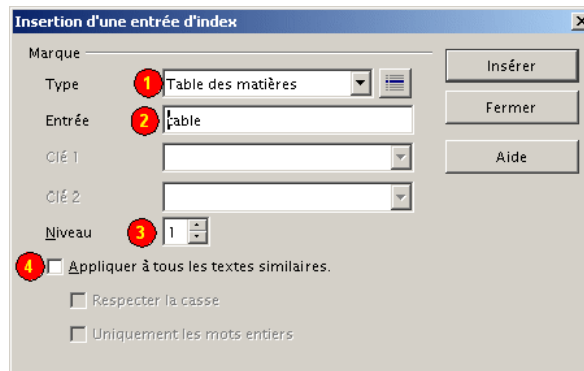 Insertion d'une entrée d'index
Marque
Type
1
Table des matières
Insérer
Entrée
2
table
Fermer
Clé 1
Aide
Clé 2
Niveau
3
1
4
Appliquer à tous les textes similaires.
Respecter la casse
Uniquement les mots entiers